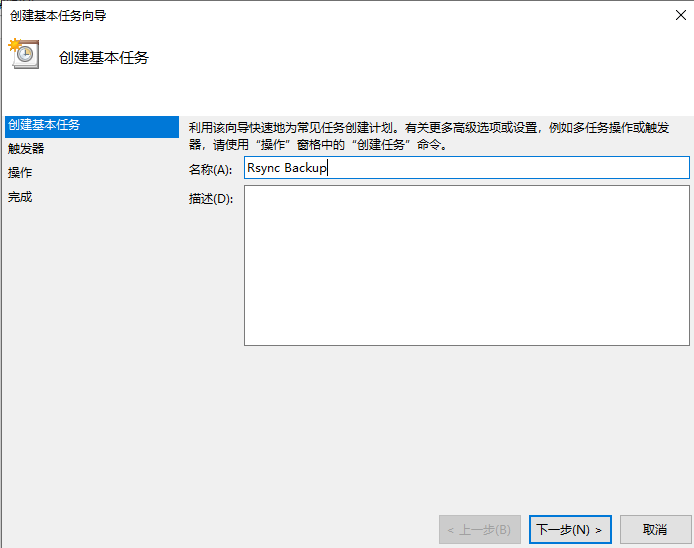 创建基本任务向导
创建基本任务
创建基本任务
触发器
操作
完成
利用该向导快速地为常见任务创建计划。有关更多高级选项或设置，例如多任务操作或触发
器，请使用“操作”窗格中的“创建任务”命令。
名称(A):
Rsync Backup
描述(D):
< 上一步(B)
下一步(N) >
取消